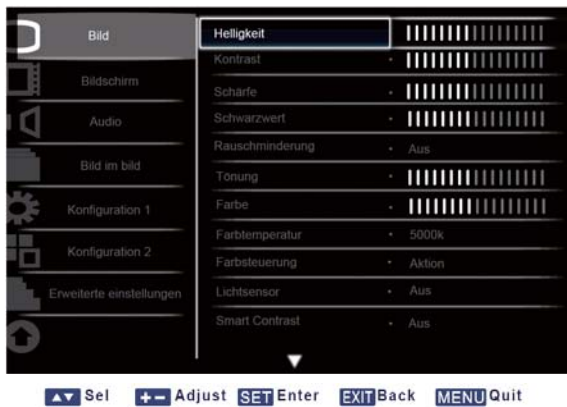 Bild
Bildschirm
Audio
Bild im bild
Konfiguration 1
Konfiguration 2
Erweiterte einstellungen
Helligkeit
Kontrast
Schärfe
Schwarzwert
Rauschminderung • Aus
Tönung
Farbe
Farbtemperatur • 5000k
Farbsteuerung • Aktion
Lichtsensor • Aus
Smart Contrast • Aus
Sel Adjust SET Enter EXIT Back MENU Quit